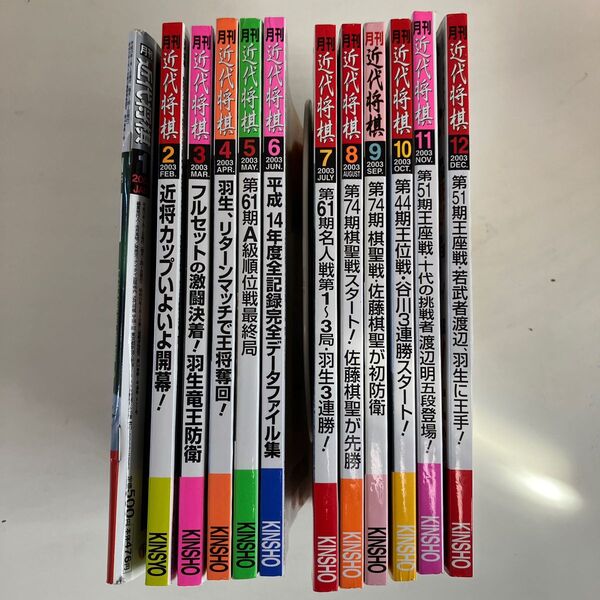 月刊
近代将棋
1
2003
500円
476円
月刊
近代将棋
2
2003
FEB.
近将カップいよいよ開幕!
KINSYO
月刊
近代将棋
3
2003
MAR.
フルセットの激闘決着!羽生竜王防衛
KINSHO
月刊
近代将棋
4
2003
APR.
羽生、リターンマッチで王将奪回!
KINSHO
月刊
近代将棋
5
2003
MAY.
第61期A級順位戦最終局
KINSHO
月刊
近代将棋
6
2003
JUN.
平成14年度全記録完全データファイル集
KINSHO
月刊
近代将棋
7
2003
JULY
第61期名人戦第1〜3局・羽生3連勝!
KINSHO
月刊
近代将棋
8
2003
AUGUST
第74期棋聖戦スタート!佐藤棋聖が先勝
KINSHO
月刊
近代将棋
9
2003
SEP.
第74期棋聖戦・佐藤棋聖が初防衛
KINSHO
月刊
近代将棋
10
2003
OCT.
第44期王位戦・谷川3連勝スタート!
KINSHO
月刊
近代将棋
11
2003
NOV.
第51期王座戦・十代の挑戦者 渡辺明五段登場!
KINSHO
月刊
近代将棋
12
2003
DEC.
第51期王座戦・若武者渡辺、羽生に王手!
KINSHO